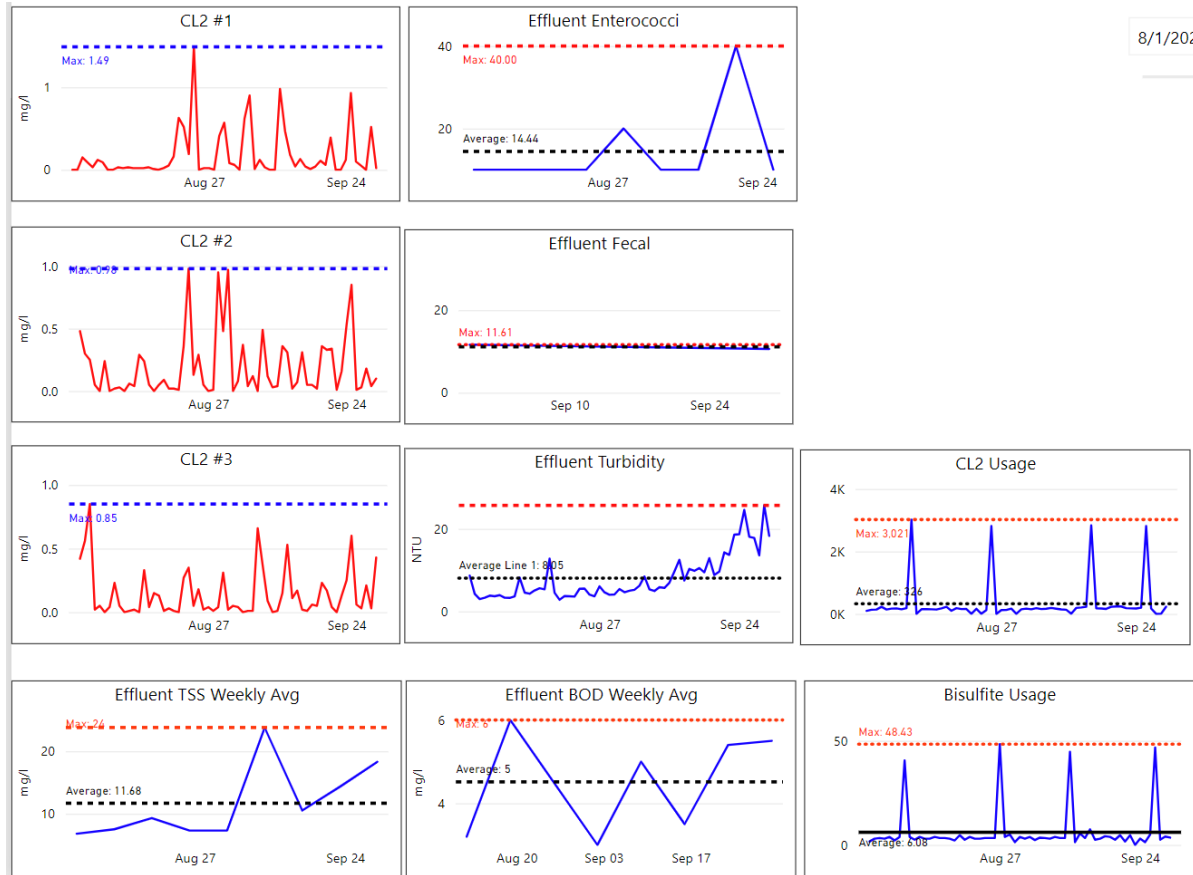 CL2 #1
mg/l
1
0
Max: 1.49
Aug 27
Sep 24
Effluent Enterococci
40
20
Max: 40.00
Average: 14.44
Aug 27
Sep 24
8/1/202
CL2 #2
mg/l
1.0
0.5
0.0
Max: 0.98
Aug 27
Sep 24
Effluent Fecal
20
0
Max: 11.61
Sep 10
Sep 24
CL2 #3
mg/l
1.0
0.5
0.0
Max: 0.85
Aug 27
Sep 24
Effluent Turbidity
NTU
20
0
Average Line 1: 8.05
Aug 27
Sep 24
CL2 Usage
4K
2K
0K
Max: 3.021
Average: 326
Aug 27
Sep 24
Effluent TSS Weekly Avg
mg/l
20
10
Max: 24
Average: 11.68
Aug 27
Sep 24
Effluent BOD Weekly Avg
mg/l
6
4
Max: 6
Average: 5
Aug 20
Sep 03
Sep 17
Bisulfite Usage
50
0
Max: 48.43
Average: 6.08
Aug 27
Sep 24